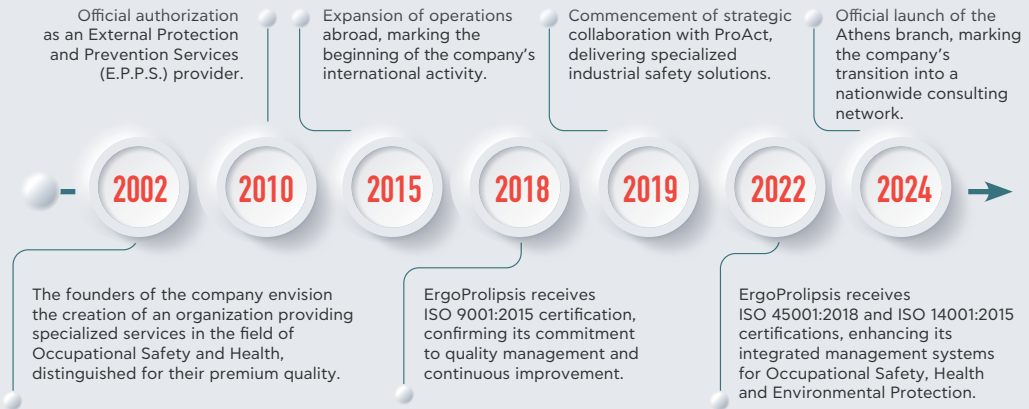 Official authorization
as an External Protection
and Prevention Services
(E.P.P.S.) provider.
Expansion of operations
abroad, marking the
beginning of the company's
international activity.
Commencement of strategic
collaboration with ProAct,
delivering specialized
industrial safety solutions.
Official launch of the
Athens branch, marking
the company's
transition into a
nationwide consulting
network.
2002
2010
2015
2018
2019
2022
2024
The founders of the company envision
the creation of an organization providing
specialized services in the field of
Occupational Safety and Health,
distinguished for their premium quality.
ErgoProlipsis receives
ISO 9001:2015 certification,
confirming its commitment
to quality management and
continuous improvement.
ErgoProlipsis receives
ISO 45001:2018 and ISO 14001:2015
certifications, enhancing its
integrated management systems
for Occupational Safety, Health
and Environmental Protection.